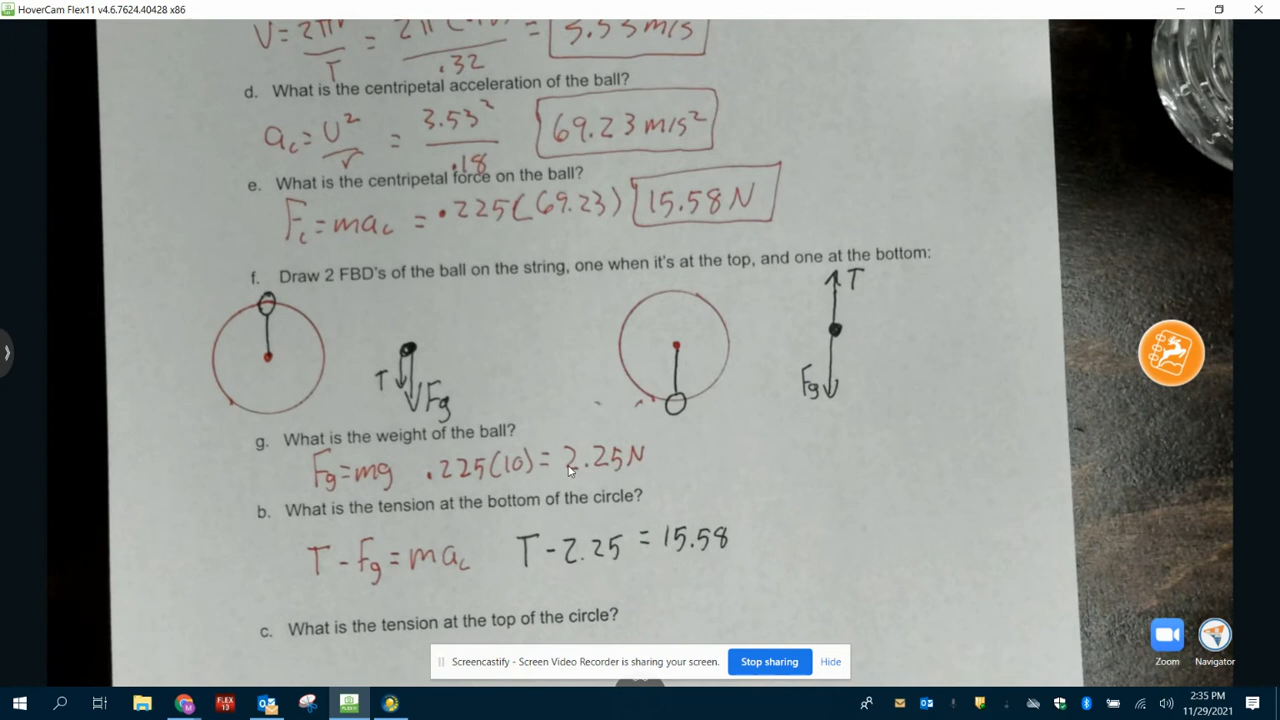 HoverCam Flex11 v4.6.7624.40428 x86
V = 2πr/T = = 3.53 m/s
.32
d. What is the centripetal acceleration of the ball?
ac = v²/r = 3.53²/.18 69.23 m/s²
e. What is the centripetal force on the ball?
Fc = mac = .225(69.23) 15.58 N
f. Draw 2 FBD's of the ball on the string, one when it's at the top, and one at the bottom:
T
T
Fg
Fg
g. What is the weight of the ball?
Fg = mg .225(10) = 2.25 N
b. What is the tension at the bottom of the circle?
T - Fg = mac T - 2.25 = 15.58
c. What is the tension at the top of the circle?
Screencastify - Screen Video Recorder is sharing your screen. Stop sharing Hide
Zoom Navigator
FLEX 11
2:35 PM
11/29/2021